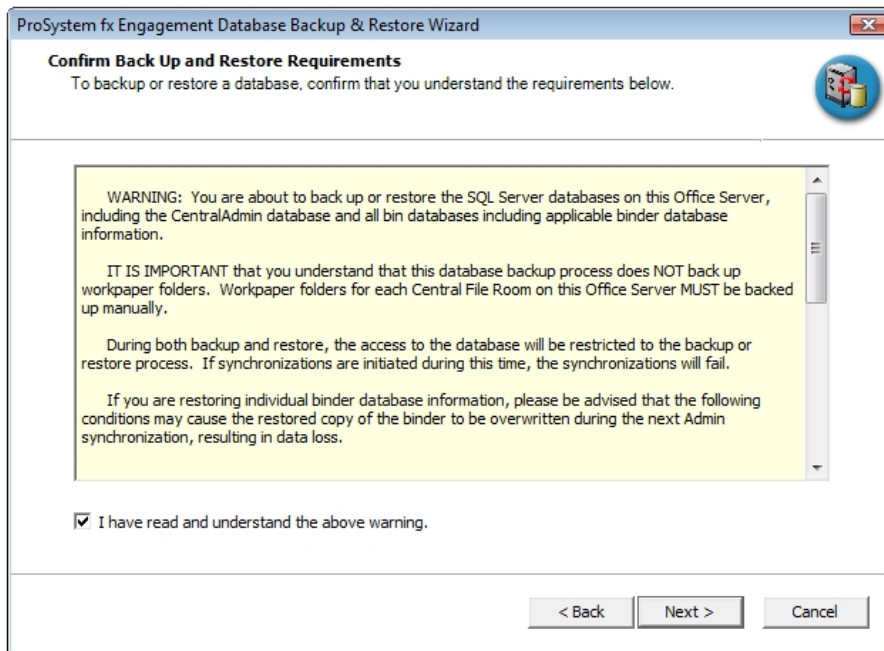 ProSystem fx Engagement Database Backup & Restore Wizard
Confirm Back Up and Restore Requirements
To backup or restore a database, confirm that you understand the requirements below.
WARNING: You are about to back up or restore the SQL Server databases on this Office Server,
including the CentralAdmin database and all bin databases including applicable binder database
information.
IT IS IMPORTANT that you understand that this database backup process does NOT back up
workpaper folders. Workpaper folders for each Central File Room on this Office Server MUST be backed
up manually.
During both backup and restore, the access to the database will be restricted to the backup or
restore process. If synchronizations are initiated during this time, the synchronizations will fail.
If you are restoring individual binder database information, please be advised that the following
conditions may cause the restored copy of the binder to be overwritten during the next Admin
synchronization, resulting in data loss.
I have read and understand the above warning.
< Back Next > Cancel